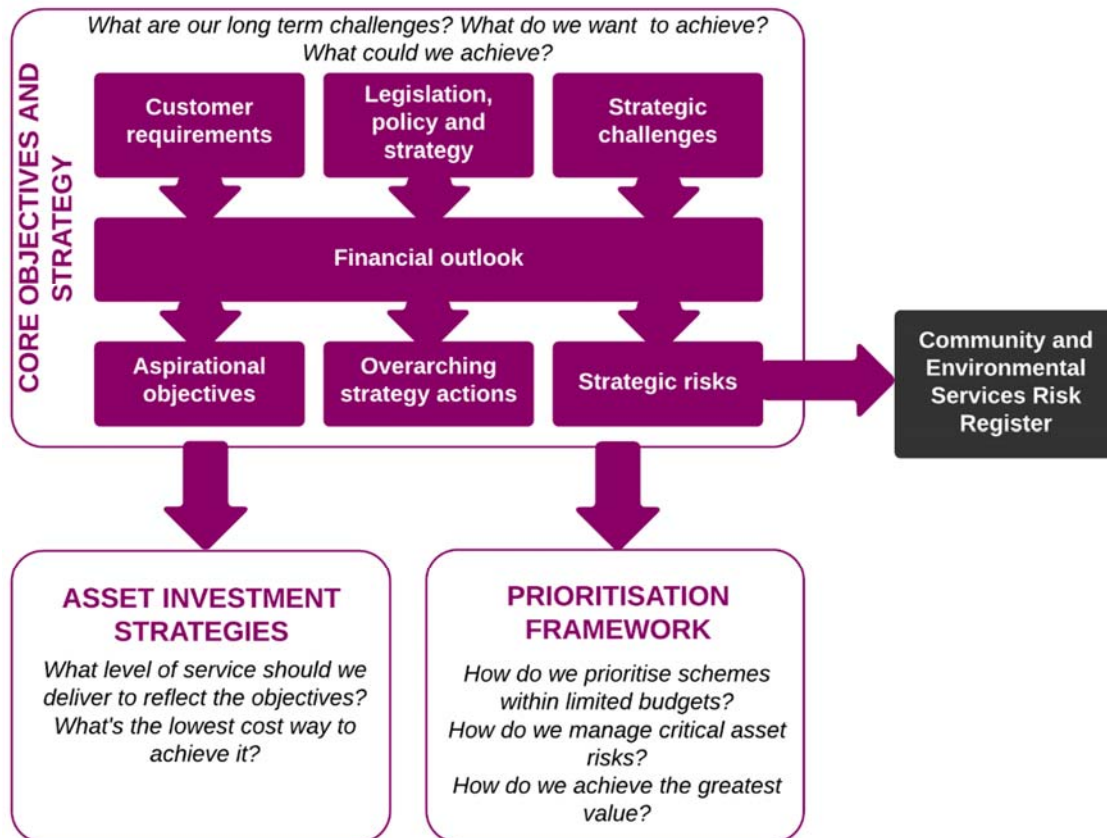 What are our long term challenges? What do we want to achieve?
What could we achieve?
CORE OBJECTIVES AND
STRATEGY
Customer
requirements
Legislation,
policy and
strategy
Strategic
challenges
Financial outlook
Aspirational
objectives
Overarching
strategy actions
Strategic risks
Community and
Environmental
Services Risk
Register
ASSET INVESTMENT
STRATEGIES
What level of service should we
deliver to reflect the objectives?
What's the lowest cost way to
achieve it?
PRIORITISATION
FRAMEWORK
How do we prioritise schemes
within limited budgets?
How do we manage critical asset
risks?
How do we achieve the greatest
value?